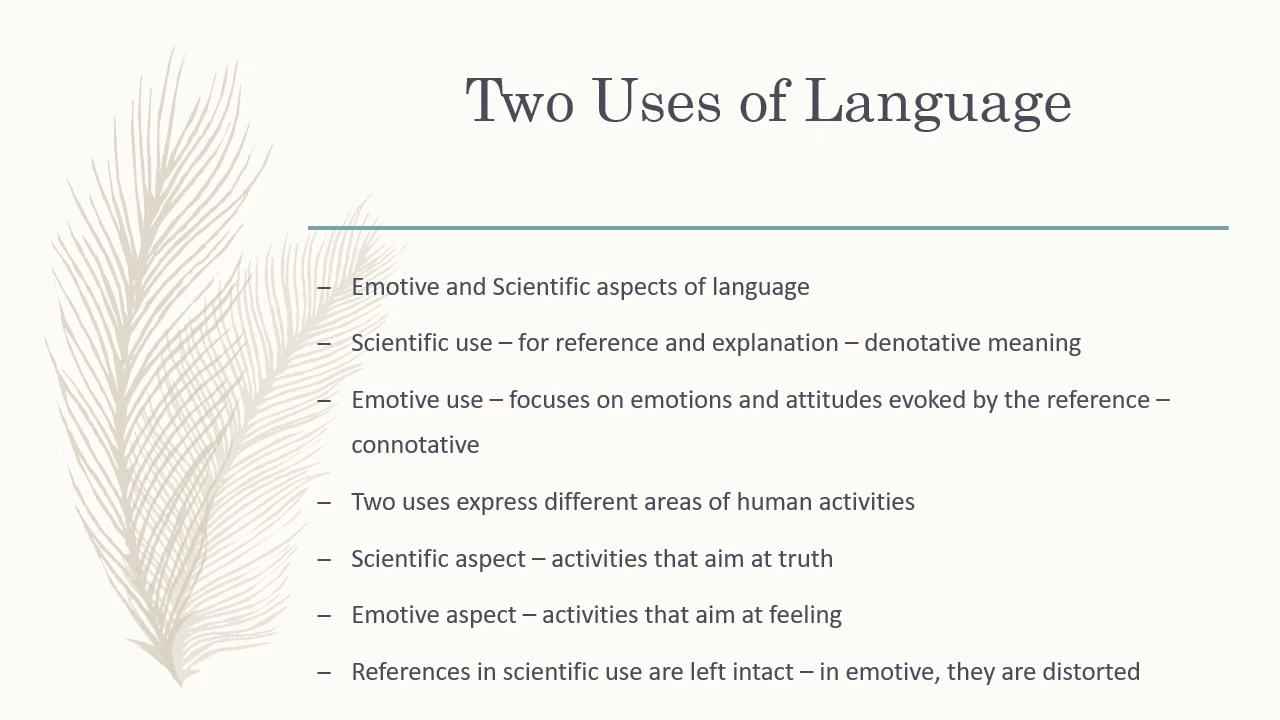 Two Uses of Language
– Emotive and Scientific aspects of language
– Scientific use – for reference and explanation – denotative meaning
– Emotive use – focuses on emotions and attitudes evoked by the reference –
connotative
– Two uses express different areas of human activities
– Scientific aspect – activities that aim at truth
– Emotive aspect – activities that aim at feeling
– References in scientific use are left intact – in emotive, they are distorted